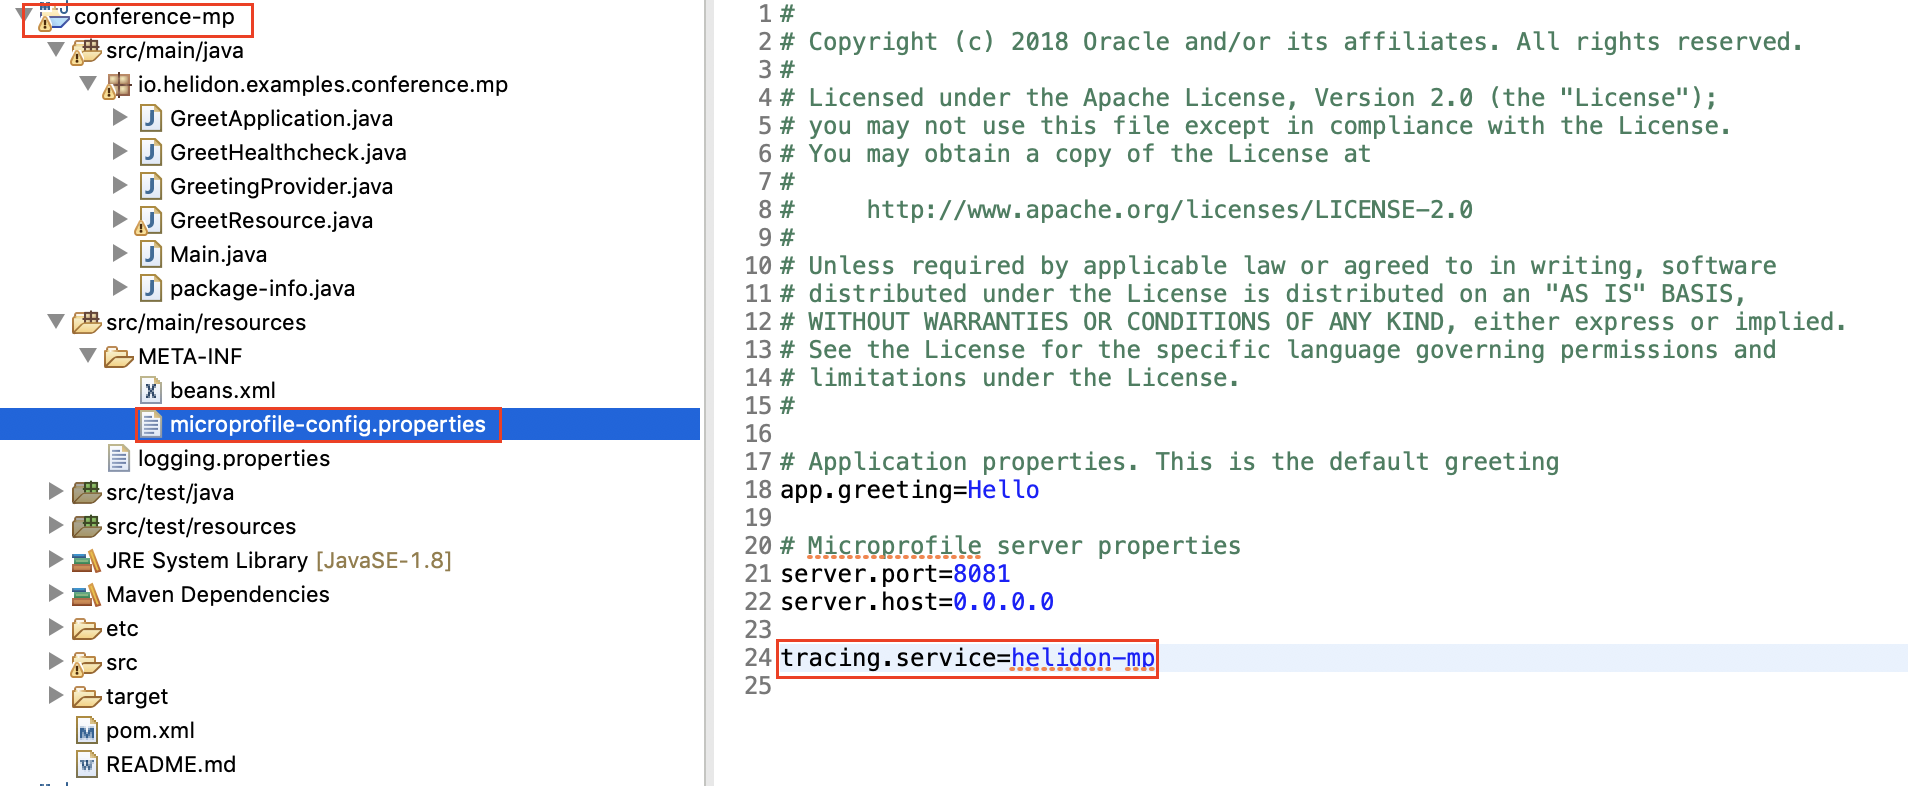 conference-mp
src/main/java
io.helidon.examples.conference.mp
GreetApplication.java
GreetHealthcheck.java
GreetingProvider.java
GreetResource.java
Main.java
package-info.java
src/main/resources
META-INF
beans.xml
microprofile-config.properties
logging.properties
src/test/java
src/test/resources
JRE System Library [JavaSE-1.8]
Maven Dependencies
etc
src
target
pom.xml
README.md
1 #
2 # Copyright (c) 2018 Oracle and/or its affiliates. All rights reserved.
3 #
4 # Licensed under the Apache License, Version 2.0 (the "License");
5 # you may not use this file except in compliance with the License.
6 # You may obtain a copy of the License at
7 #
8 #     http://www.apache.org/licenses/LICENSE-2.0
9 #
10 # Unless required by applicable law or agreed to in writing, software
11 # distributed under the License is distributed on an "AS IS" BASIS,
12 # WITHOUT WARRANTIES OR CONDITIONS OF ANY KIND, either express or implied.
13 # See the License for the specific language governing permissions and
14 # limitations under the License.
15 #
16
17 # Application properties. This is the default greeting
18 app.greeting=Hello
19
20 # Microprofile server properties
21 server.port=8081
22 server.host=0.0.0.0
23
24 tracing.service=helidon-mp
25